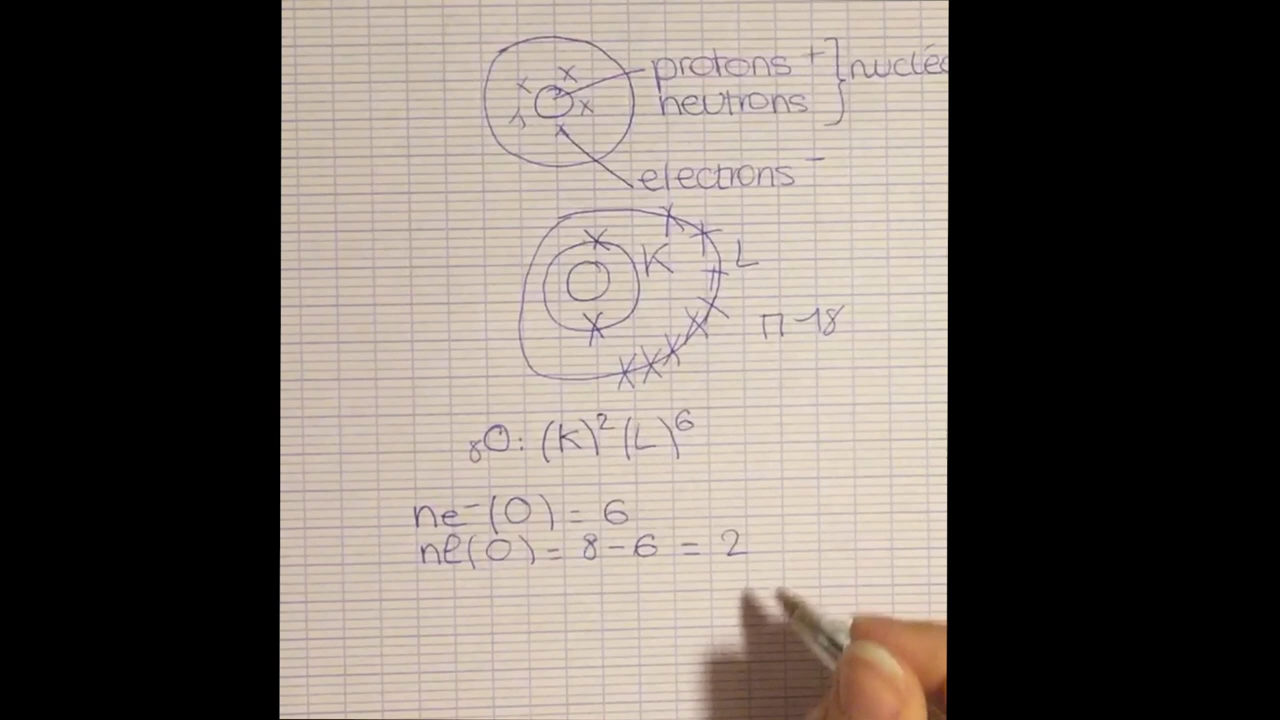 protons + } nuclé
neutrons
electrons -
K
L
M-18
₈O: (K)² (L)⁶
ne⁻(O) = 6
nl(O) = 8-6 = 2